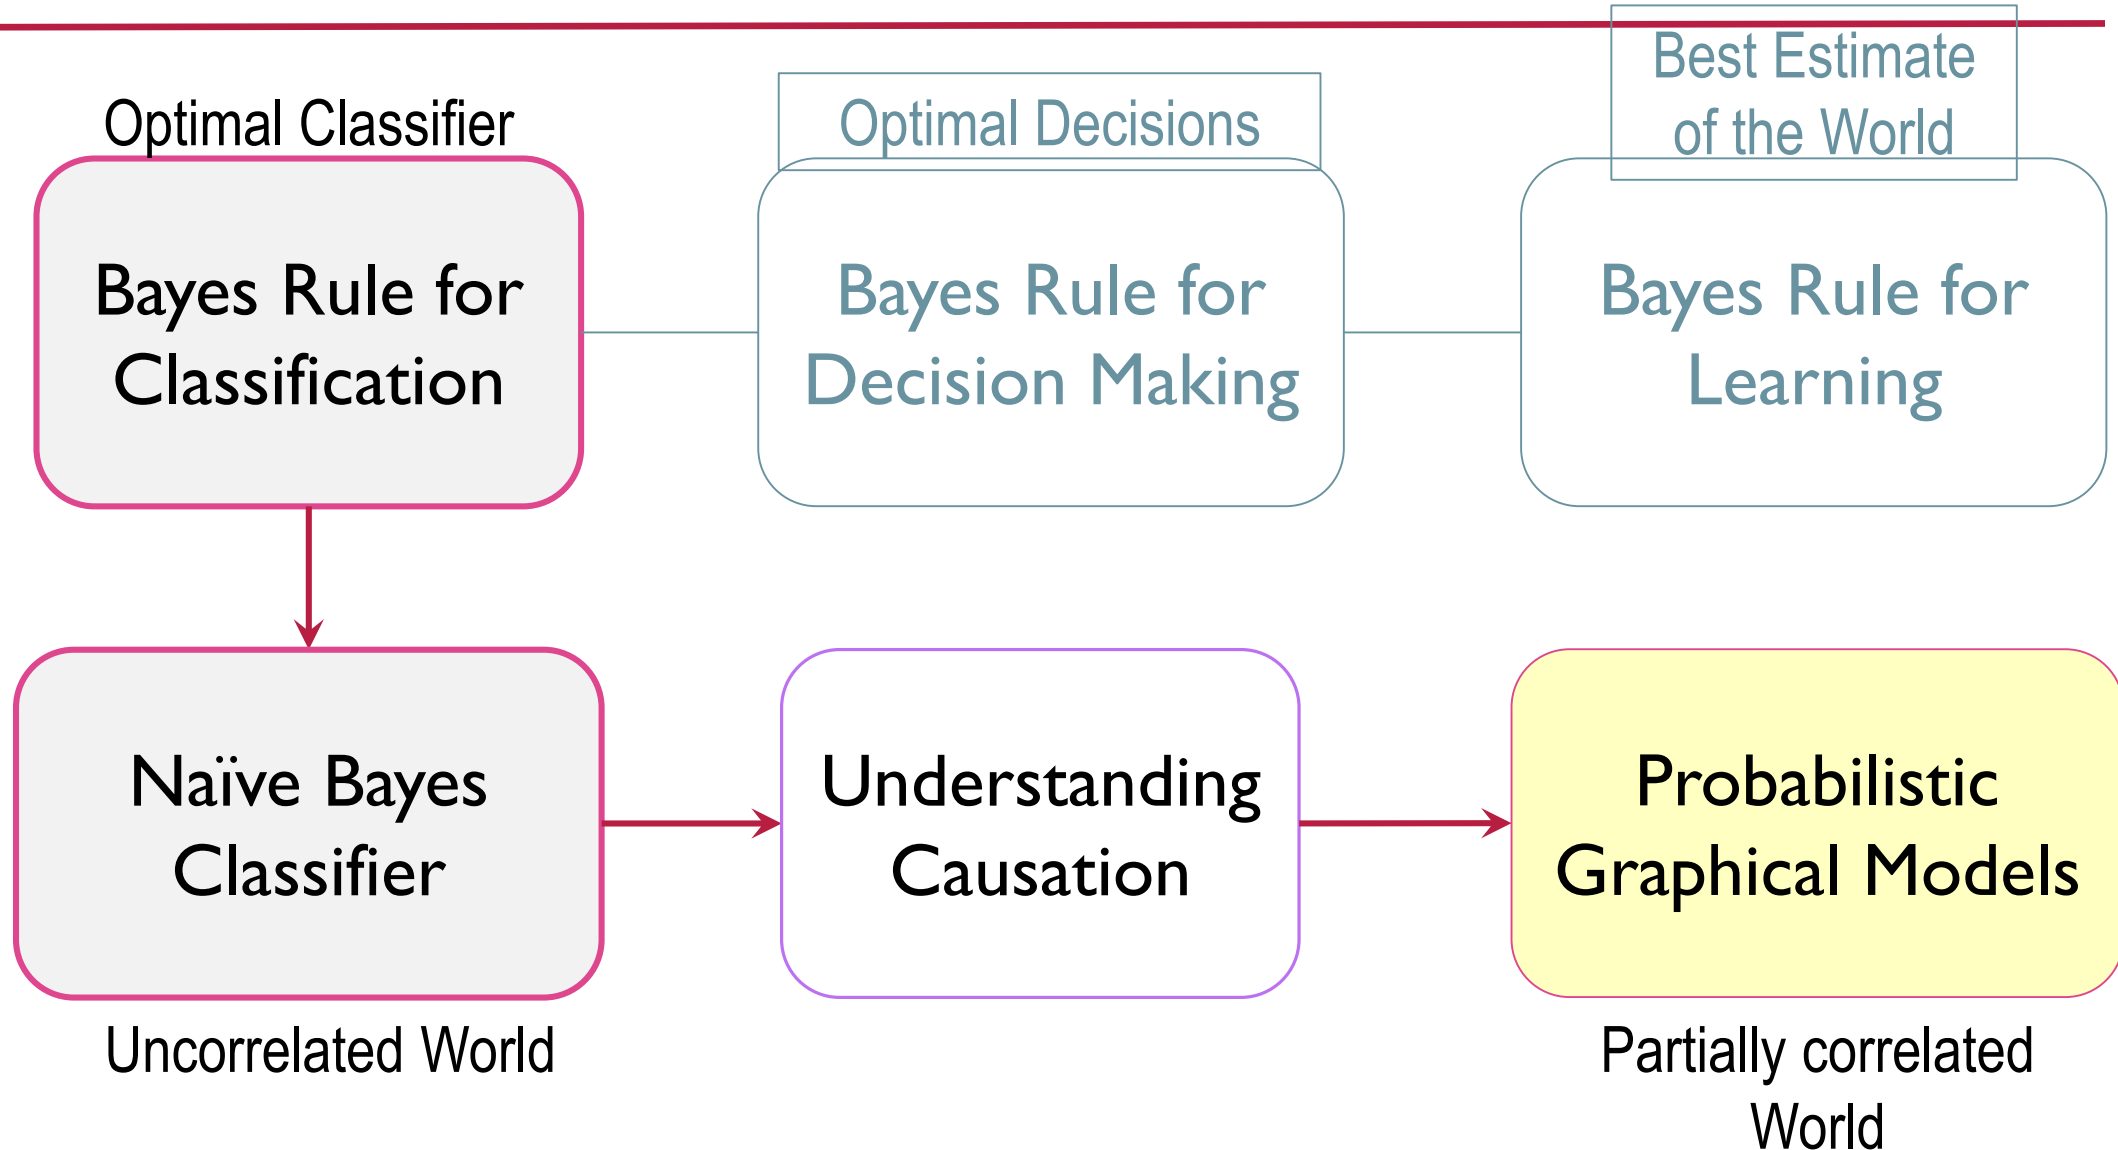 Optimal Classifier
Optimal Decisions
Best Estimate
of the World
Bayes Rule for
Classification
Bayes Rule for
Decision Making
Bayes Rule for
Learning
Naïve Bayes
Classifier
Understanding
Causation
Probabilistic
Graphical Models
Uncorrelated World
Partially correlated
World